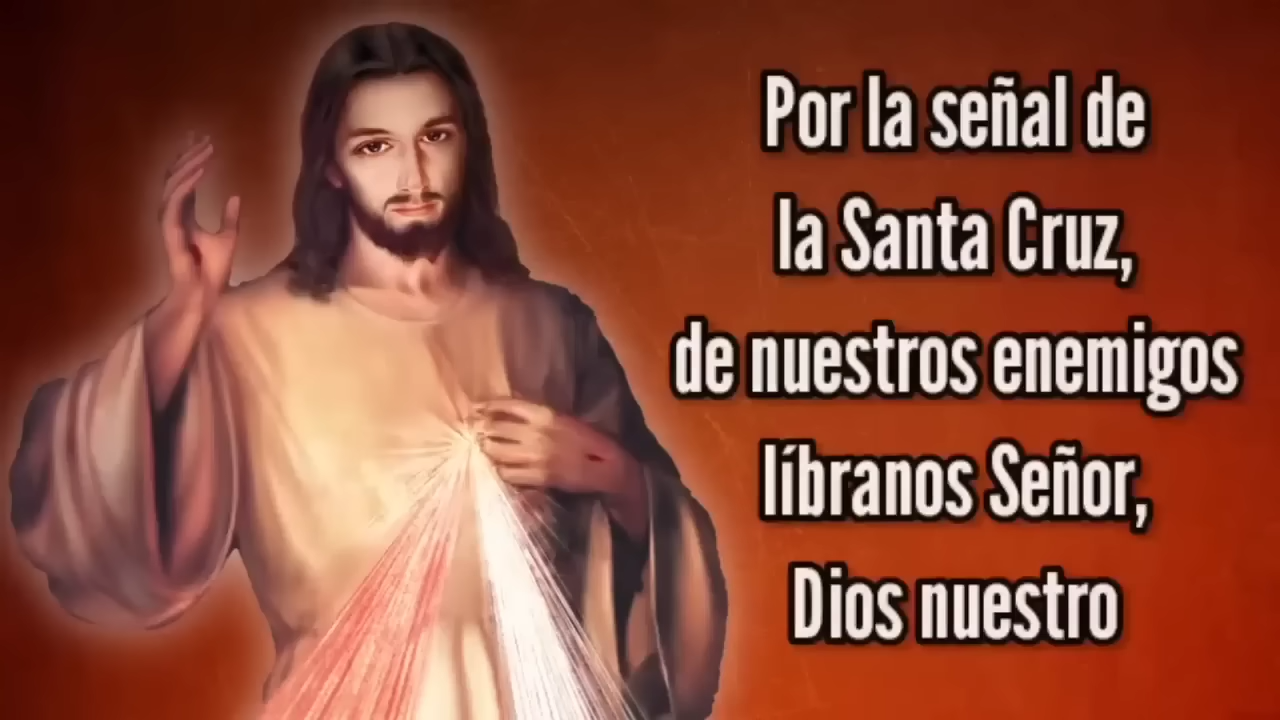 Por la señal de
la Santa Cruz,
de nuestros enemigos
líbranos Señor,
Dios nuestro